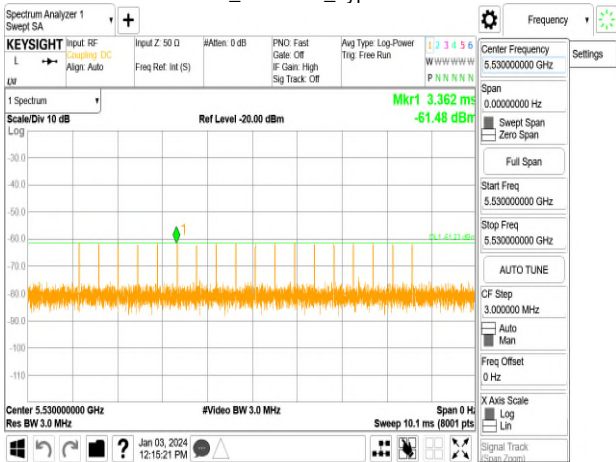 Spectrum Analyzer 1
Swept SA
+
Frequency
KEYSIGHT
L
Input: RF
Coupling: DC
Align: Auto
Input Z: 50 Ω
Freq Ref: Int (S)
#Atten: 0 dB
PNO: Fast
Gate: Off
IF Gain: High
Sig Track: Off
Avg Type: Log-Power
Trig: Free Run
1 2 3 4 5 6
W W W W W W
P N N N N N
Center Frequency
5.530000000 GHz
Settings
1 Spectrum
Mkr1 3.362 ms
Scale/Div 10 dB
Ref Level -20.00 dBm
-61.48 dBm
Log
Span
0.00000000 Hz
Swept Span
Zero Span
Full Span
Start Freq
5.530000000 GHz
Stop Freq
5.530000000 GHz
AUTO TUNE
CF Step
3.000000 MHz
Auto
Man
Freq Offset
0 Hz
X Axis Scale
Log
Lin
Signal Track
(Span Zoom)
-30.0
-40.0
-50.0
-60.0
-70.0
-80.0
-90.0
-100
-110
1
DL1 -61.23 dBm
Center 5.530000000 GHz
#Video BW 3.0 MHz
Span 0 Hz
Res BW 3.0 MHz
Sweep 10.1 ms (8001 pts)
?
Jan 03, 2024
12:15:21 PM